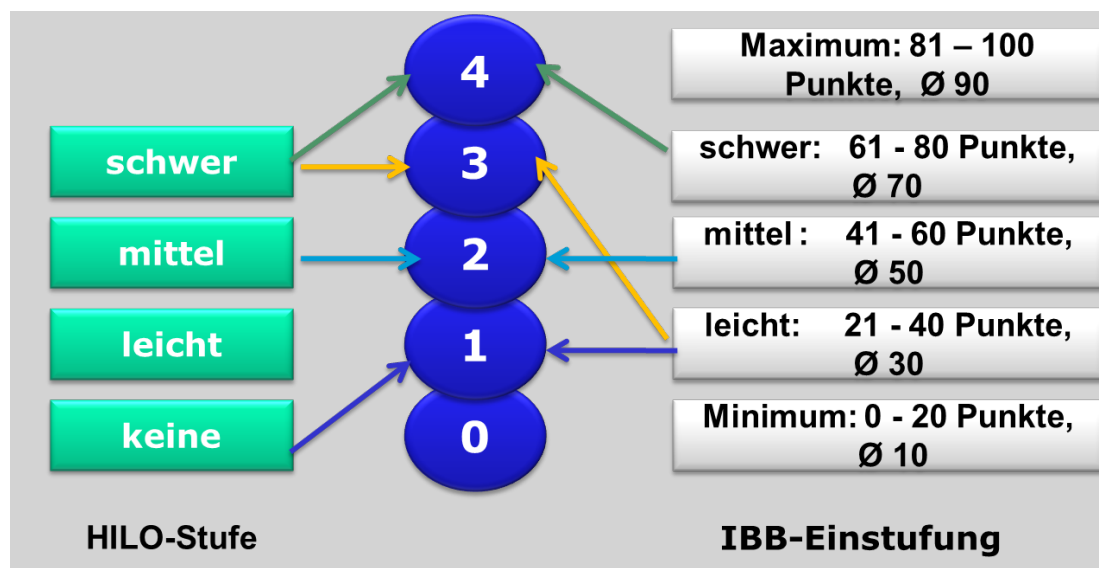 4
Maximum: 81 – 100
Punkte, Ø 90
schwer
3
schwer: 61 - 80 Punkte,
Ø 70
mittel
2
mittel : 41 - 60 Punkte,
Ø 50
leicht
1
leicht: 21 - 40 Punkte,
Ø 30
keine
0
Minimum: 0 - 20 Punkte,
Ø 10
HILO-Stufe
IBB-Einstufung